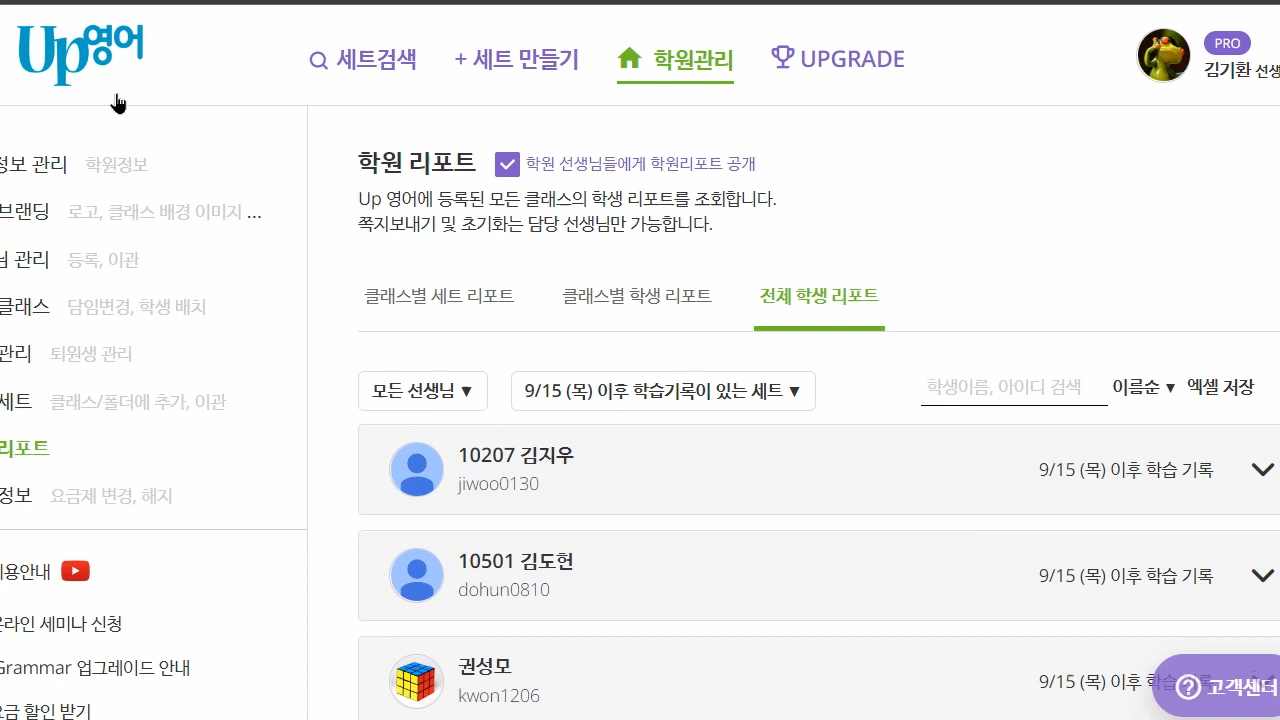 Up영어
세트검색
+ 세트 만들기
학원관리
UPGRADE
PRO
김기환 선생
정보 관리 학원정보
브랜딩 로고, 클래스 배경 이미지 ...
님 관리 등록, 이관
클래스 담임변경, 학생 배치
관리 퇴원생 관리
세트 클래스/폴더에 추가, 이관
리포트
정보 요금제 변경, 해지
이용안내
온라인 세미나 신청
Grammar 업그레이드 안내
요금 할인 받기
학원 리포트
학원 선생님들에게 학원리포트 공개
Up 영어에 등록된 모든 클래스의 학생 리포트를 조회합니다.
쪽지보내기 및 초기화는 담당 선생님만 가능합니다.
클래스별 세트 리포트
클래스별 학생 리포트
전체 학생 리포트
모든 선생님 ▼
9/15 (목) 이후 학습기록이 있는 세트 ▼
학생이름, 아이디 검색
이름순 ▼
엑셀 저장
10207 김지우
jiwoo0130
9/15 (목) 이후 학습 기록
10501 김도헌
dohun0810
9/15 (목) 이후 학습 기록
권성모
kwon1206
9/15 (목) 이후 학습 기록
고객센터